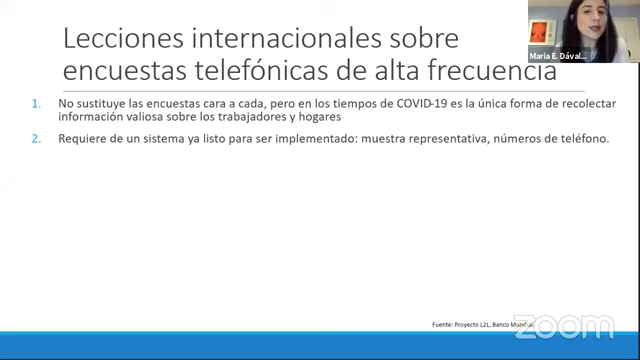 Lecciones internacionales sobre
encuestas telefónicas de alta frecuencia
Maria E. Dával...
1. No sustituye las encuestas cara a cada, pero en los tiempos de COVID-19 es la única forma de recolectar
información valiosa sobre los trabajadores y hogares
2. Requiere de un sistema ya listo para ser implementado: muestra representativa, números de teléfono.
Fuente: Proyecto L2L, Banco Mundial.
zoom